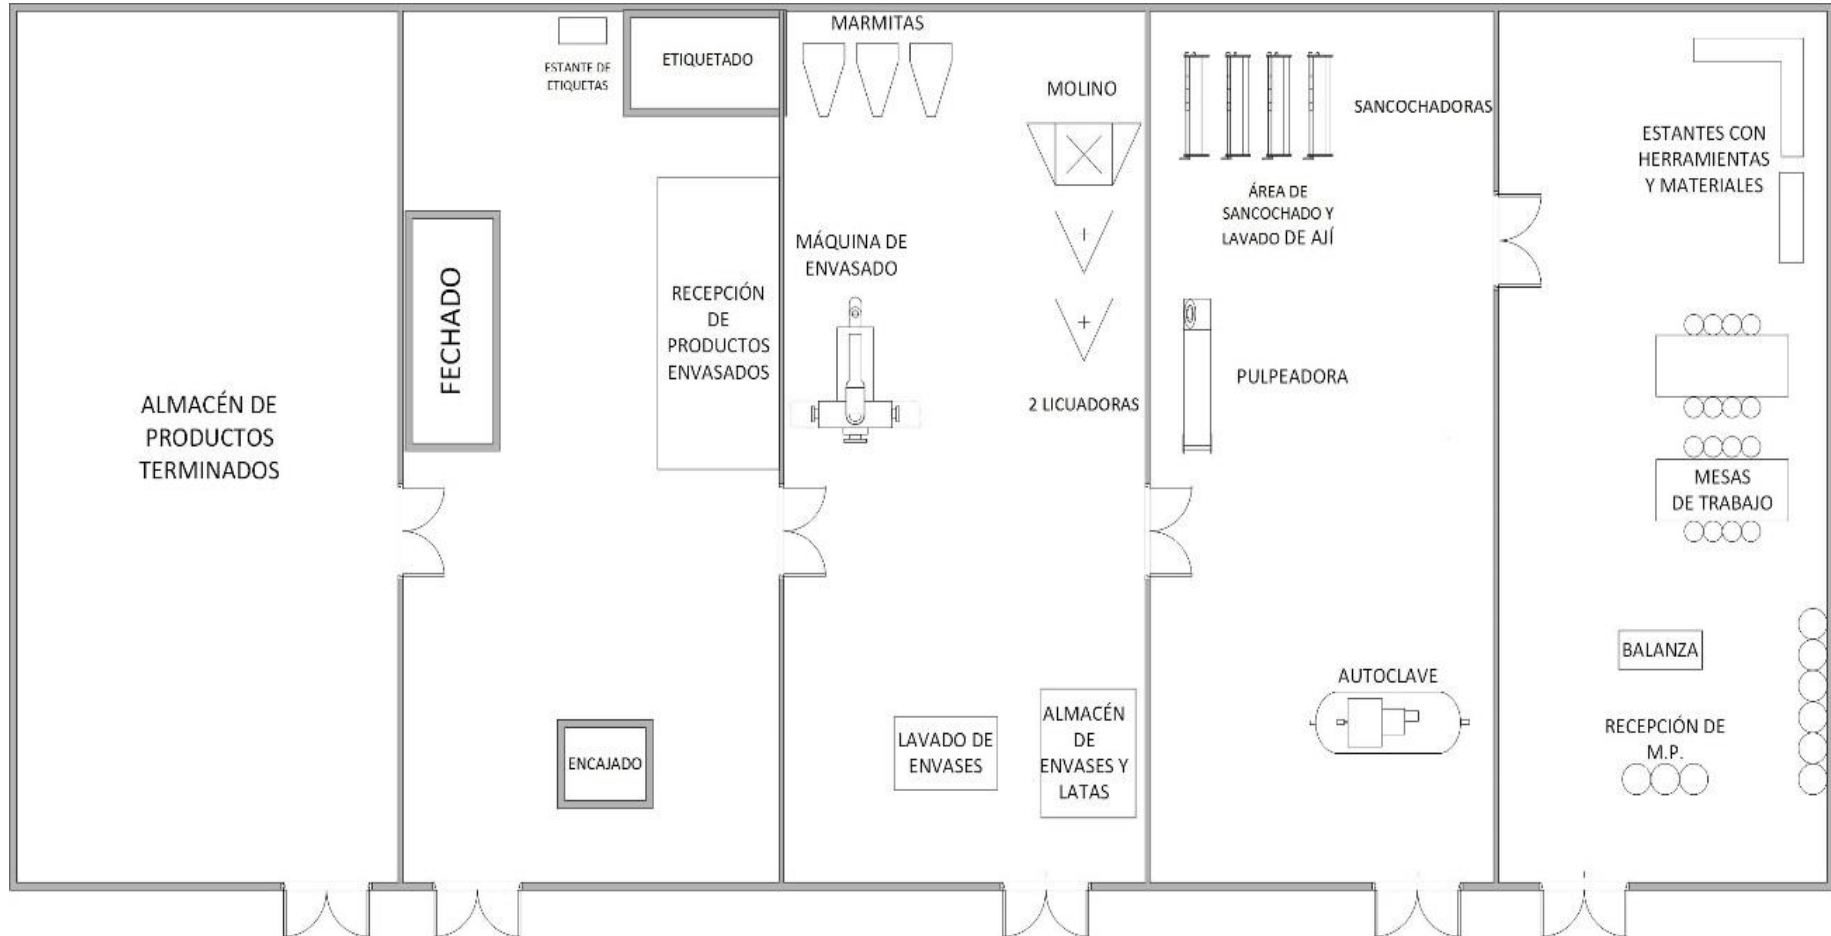 ALMACÉN DE
PRODUCTOS
TERMINADOS
ESTANTE DE
ETIQUETAS
ETIQUETADO
FECHADO
RECEPCIÓN
DE
PRODUCTOS
ENVASADOS
ENCAJADO
MARMITAS
MOLINO
MÁQUINA DE
ENVASADO
2 LICUADORAS
LAVADO DE
ENVASES
ALMACÉN
DE
ENVASES Y
LATAS
SANCOCHADORAS
ÁREA DE
SANCOCHADO Y
LAVADO DE AJÍ
PULPEADORA
AUTOCLAVE
ESTANTES CON
HERRAMIENTAS
Y MATERIALES
MESAS
DE TRABAJO
BALANZA
RECEPCIÓN DE
M.P.